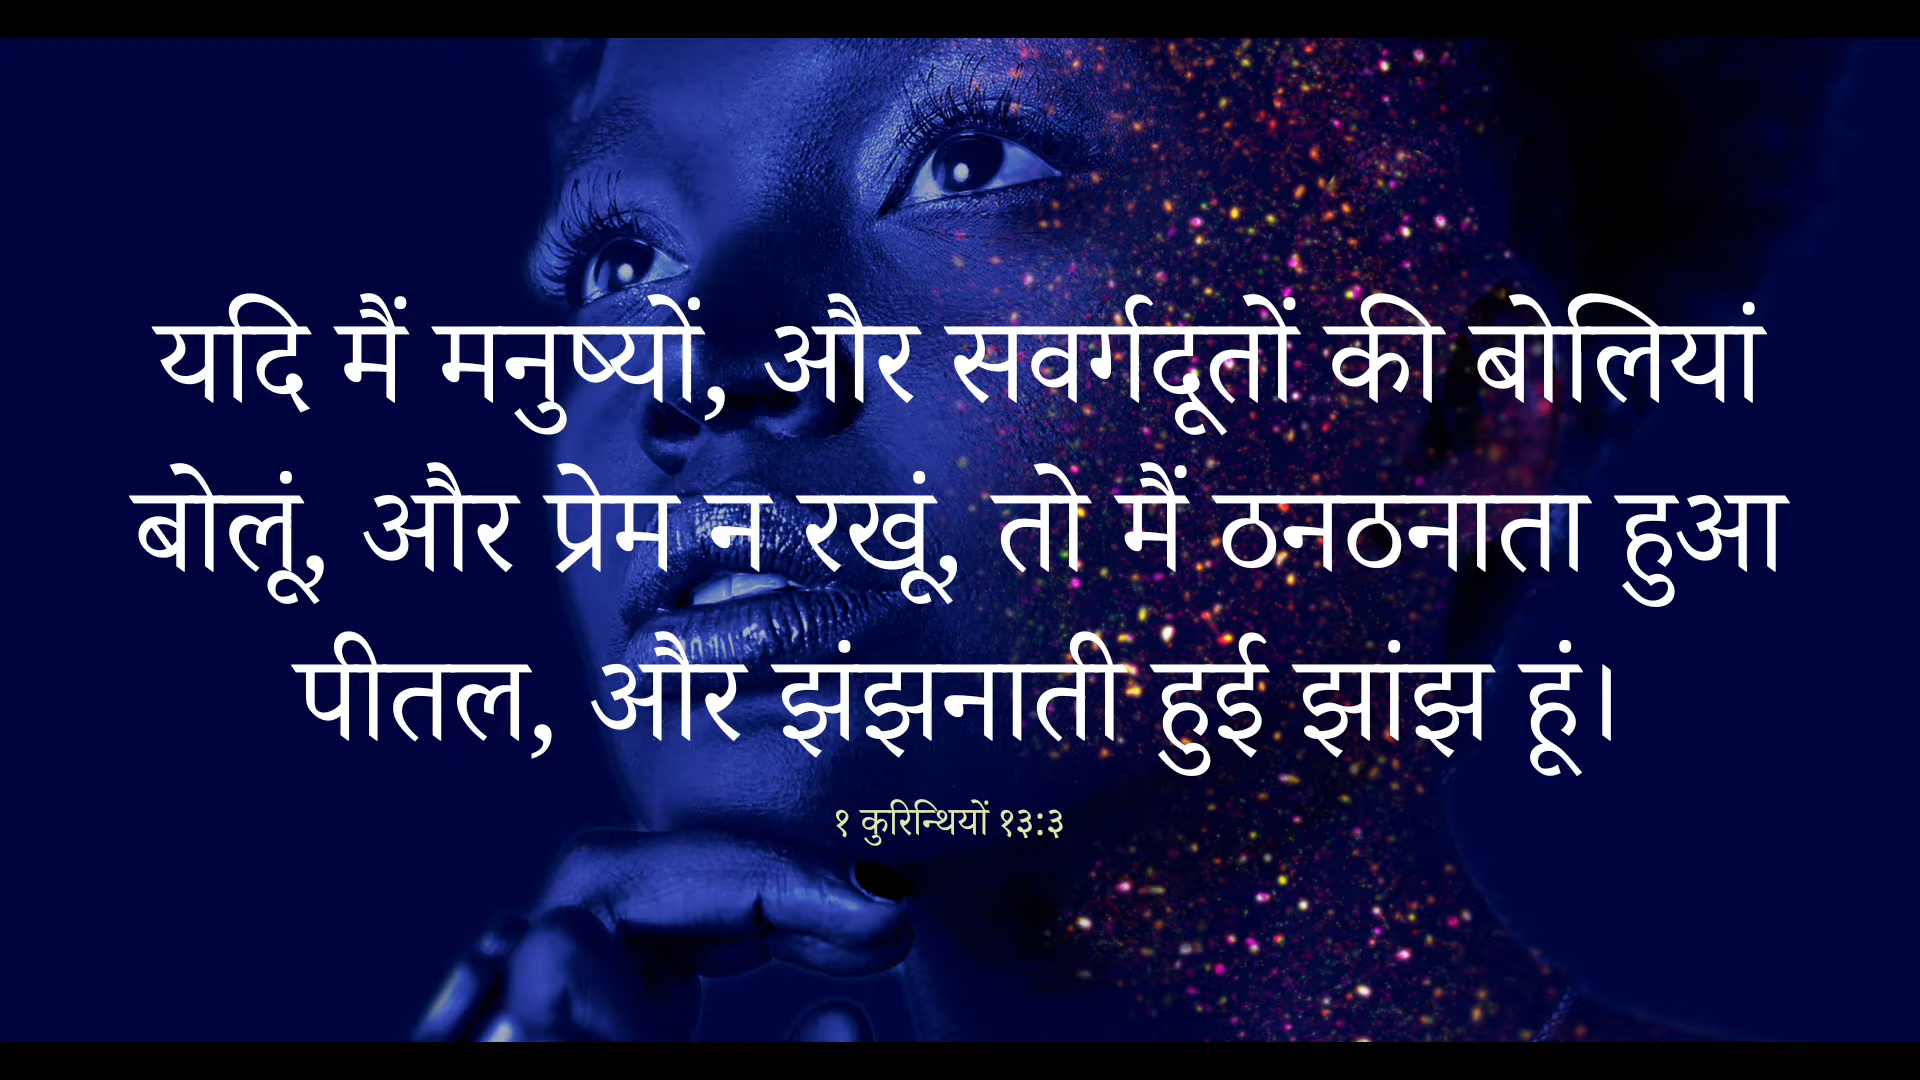 यदि मैं मनुष्यों, और सवर्गदूतों की बोलियां
बोलूं, और प्रेम न रखूं, तो मैं ठनठनाता हुआ
पीतल, और झंझनाती हुई झांझ हूं।
१ कुरिन्थियों १३:३